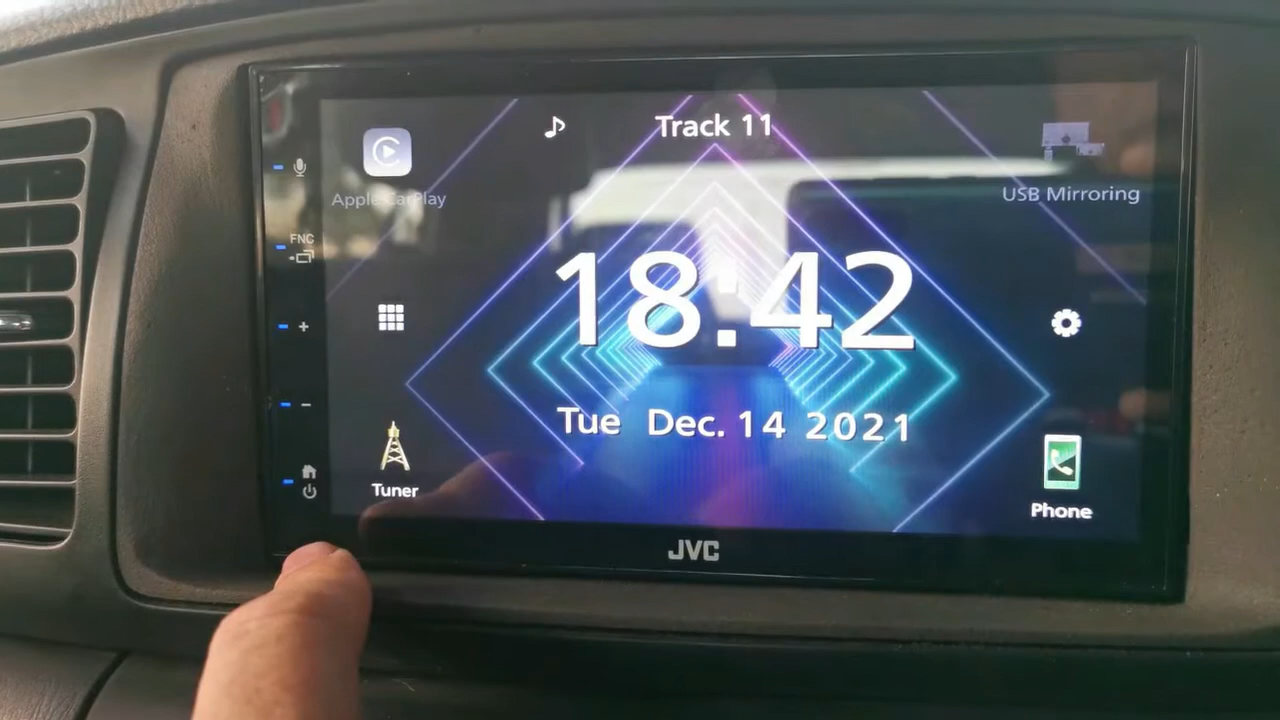 Track 11
Apple CarPlay
USB Mirroring
FNC
18:42
Tue Dec. 14 2021
Tuner
Phone
JVC